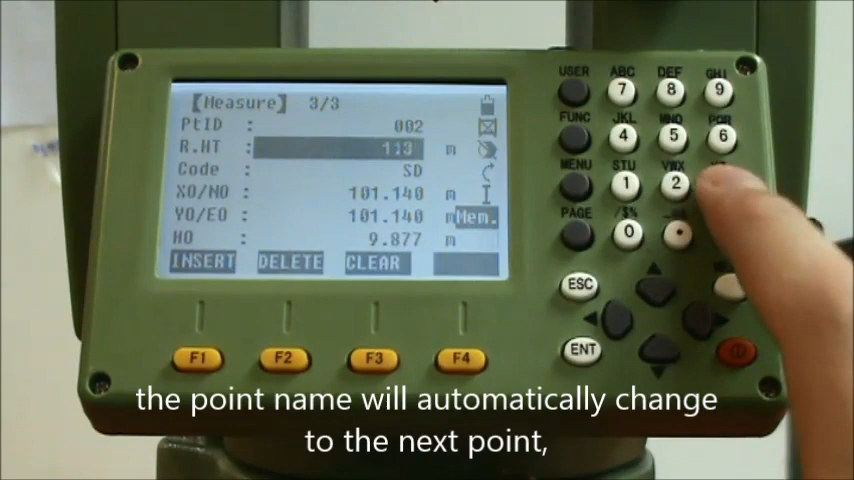 【Measure】 3/3
PtID : 002
R.HT : 113 m
Code : SD
X0/N0 : 101.140 m
Y0/E0 : 101.140 m Mem.
H0 : 9.877 m
INSERT DELETE CLEAR
F1 F2 F3 F4
USER ABC DEF GHI
7 8 9
FUNC JKL MNO PQR
4 5 6
MENU STU VWX
1 2
PAGE /$%
0 •
ESC
ENT
the point name will automatically change
to the next point,